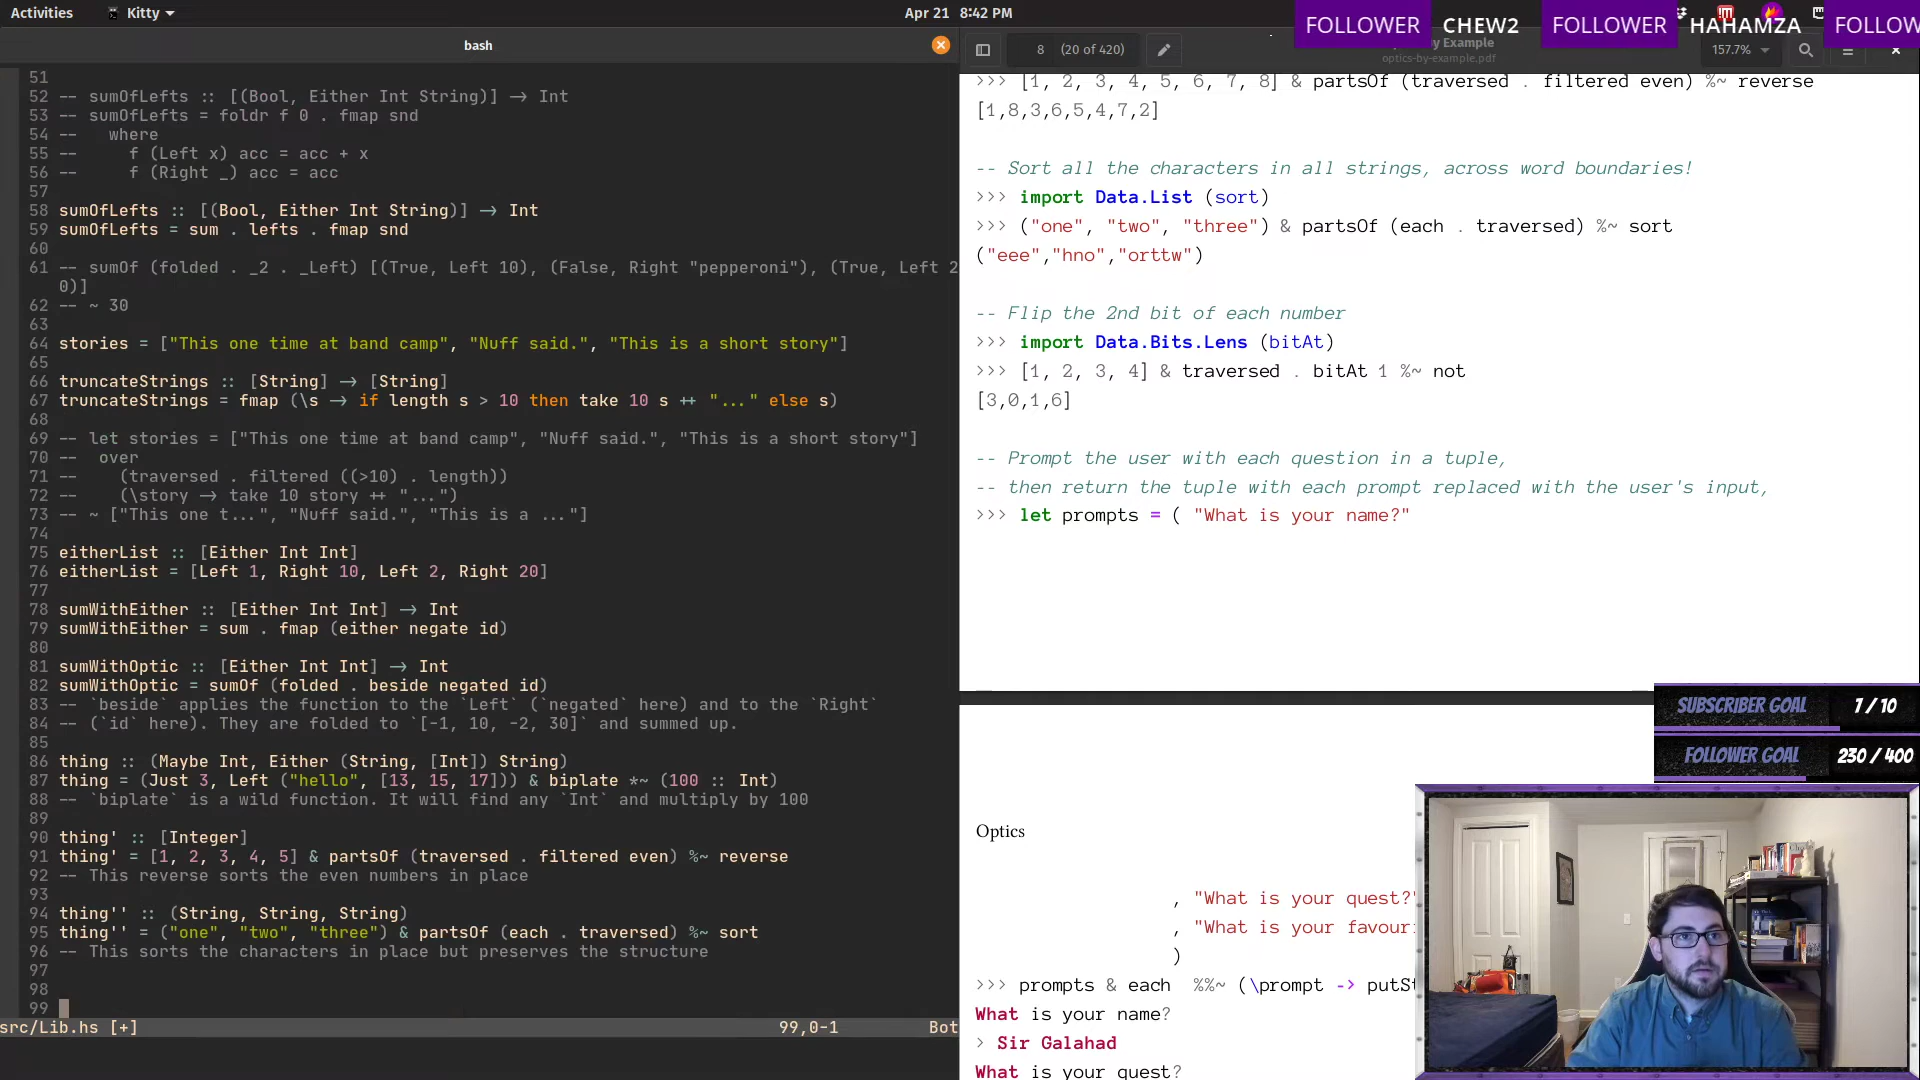 Activities
Kitty
Apr 21 8:42 PM
FOLLOWER CHEW2 FOLLOWER HAHAMZA FOLLOW
bash
8 (20 of 420)
y Example
optics-by-example.pdf
157.7%
51
52 -- sumOfLefts :: [(Bool, Either Int String)] -> Int
53 -- sumOfLefts = foldr f 0 . fmap snd
54 --   where
55 --     f (Left x) acc = acc + x
56 --     f (Right _) acc = acc
57
58 sumOfLefts :: [(Bool, Either Int String)] -> Int
59 sumOfLefts = sum . lefts . fmap snd
60
61 -- sumOf (folded . _2 . _Left) [(True, Left 10), (False, Right "pepperoni"), (True, Left 2
0)]
62 -- ~ 30
63
64 stories = ["This one time at band camp", "Nuff said.", "This is a short story"]
65
66 truncateStrings :: [String] -> [String]
67 truncateStrings = fmap (\s -> if length s > 10 then take 10 s ++ "..." else s)
68
69 -- let stories = ["This one time at band camp", "Nuff said.", "This is a short story"]
70 --  over
71 --    (traversed . filtered ((>10) . length))
72 --    (\story -> take 10 story ++ "...")
73 -- ~ ["This one t...", "Nuff said.", "This is a ..."]
74
75 eitherList :: [Either Int Int]
76 eitherList = [Left 1, Right 10, Left 2, Right 20]
77
78 sumWithEither :: [Either Int Int] -> Int
79 sumWithEither = sum . fmap (either negate id)
80
81 sumWithOptic :: [Either Int Int] -> Int
82 sumWithOptic = sumOf (folded . beside negated id)
83 -- `beside` applies the function to the `Left` (`negated` here) and to the `Right`
84 -- (`id` here). They are folded to `[-1, 10, -2, 30]` and summed up.
85
86 thing :: (Maybe Int, Either (String, [Int]) String)
87 thing = (Just 3, Left ("hello", [13, 15, 17])) & biplate *~ (100 :: Int)
88 -- `biplate` is a wild function. It will find any `Int` and multiply by 100
89
90 thing' :: [Integer]
91 thing' = [1, 2, 3, 4, 5] & partsOf (traversed . filtered even) %~ reverse
92 -- This reverse sorts the even numbers in place
93
94 thing'' :: (String, String, String)
95 thing'' = ("one", "two", "three") & partsOf (each . traversed) %~ sort
96 -- This sorts the characters in place but preserves the structure
97
98
99
src/Lib.hs [+]
99,0-1
Bot
>>> [1, 2, 3, 4, 5, 6, 7, 8] & partsOf (traversed . filtered even) %~ reverse
[1,8,3,6,5,4,7,2]
-- Sort all the characters in all strings, across word boundaries!
>>> import Data.List (sort)
>>> ("one", "two", "three") & partsOf (each . traversed) %~ sort
("eee","hno","orttw")
-- Flip the 2nd bit of each number
>>> import Data.Bits.Lens (bitAt)
>>> [1, 2, 3, 4] & traversed . bitAt 1 %~ not
[3,0,1,6]
-- Prompt the user with each question in a tuple,
-- then return the tuple with each prompt replaced with the user's input,
>>> let prompts = ( "What is your name?"
Optics
, "What is your quest?"
, "What is your favour
)
>>> prompts & each  %%~ (\prompt -> putSt
What is your name?
> Sir Galahad
What is your quest?
SUBSCRIBER GOAL 7 / 10
FOLLOWER GOAL 230 / 400